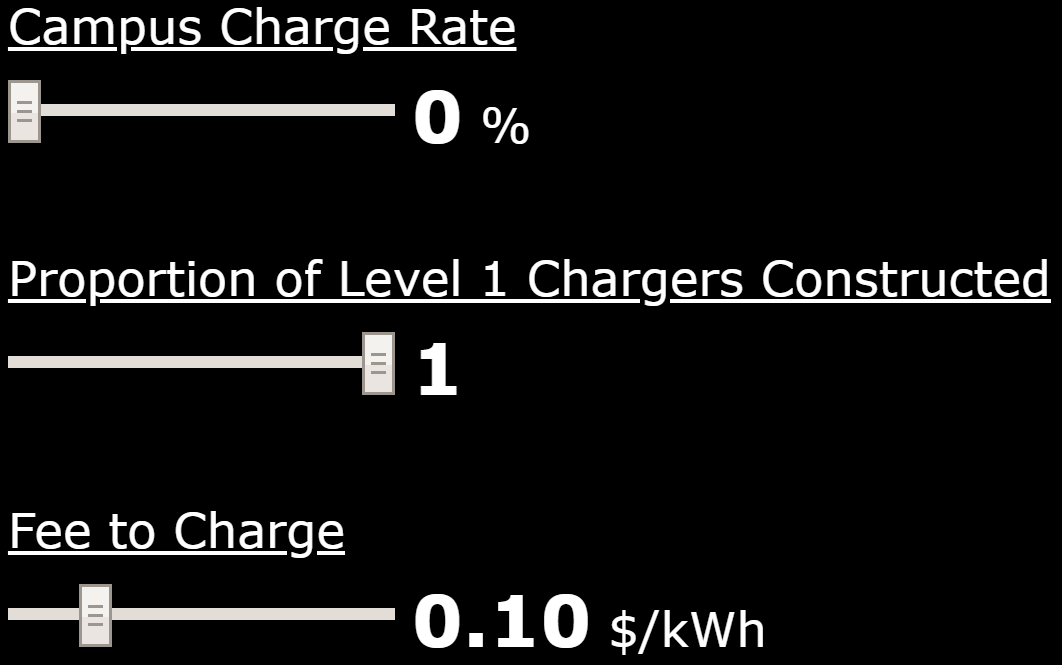 Campus Charge Rate
0 %
Proportion of Level 1 Chargers Constructed
1
Fee to Charge
0.10 $/kWh